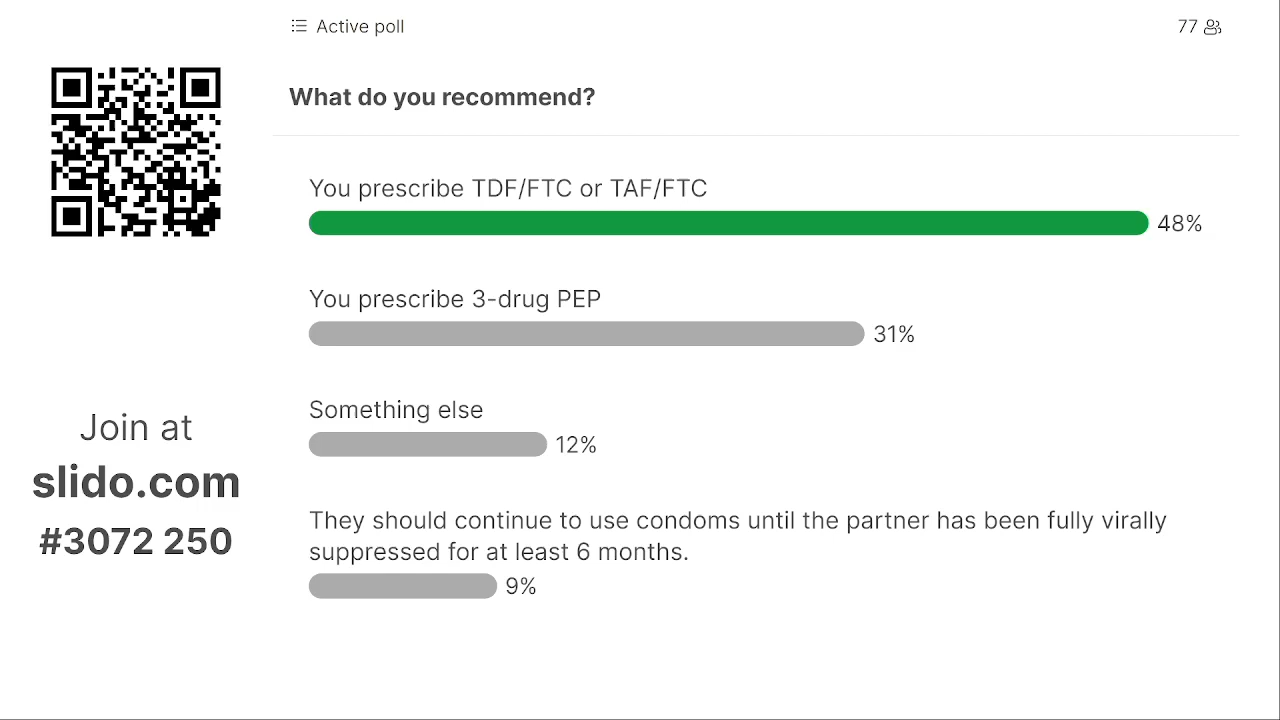 Active poll
77
What do you recommend?
You prescribe TDF/FTC or TAF/FTC
48%
You prescribe 3-drug PEP
31%
Something else
12%
They should continue to use condoms until the partner has been fully virally
suppressed for at least 6 months.
9%
Join at
slido.com
#3072 250